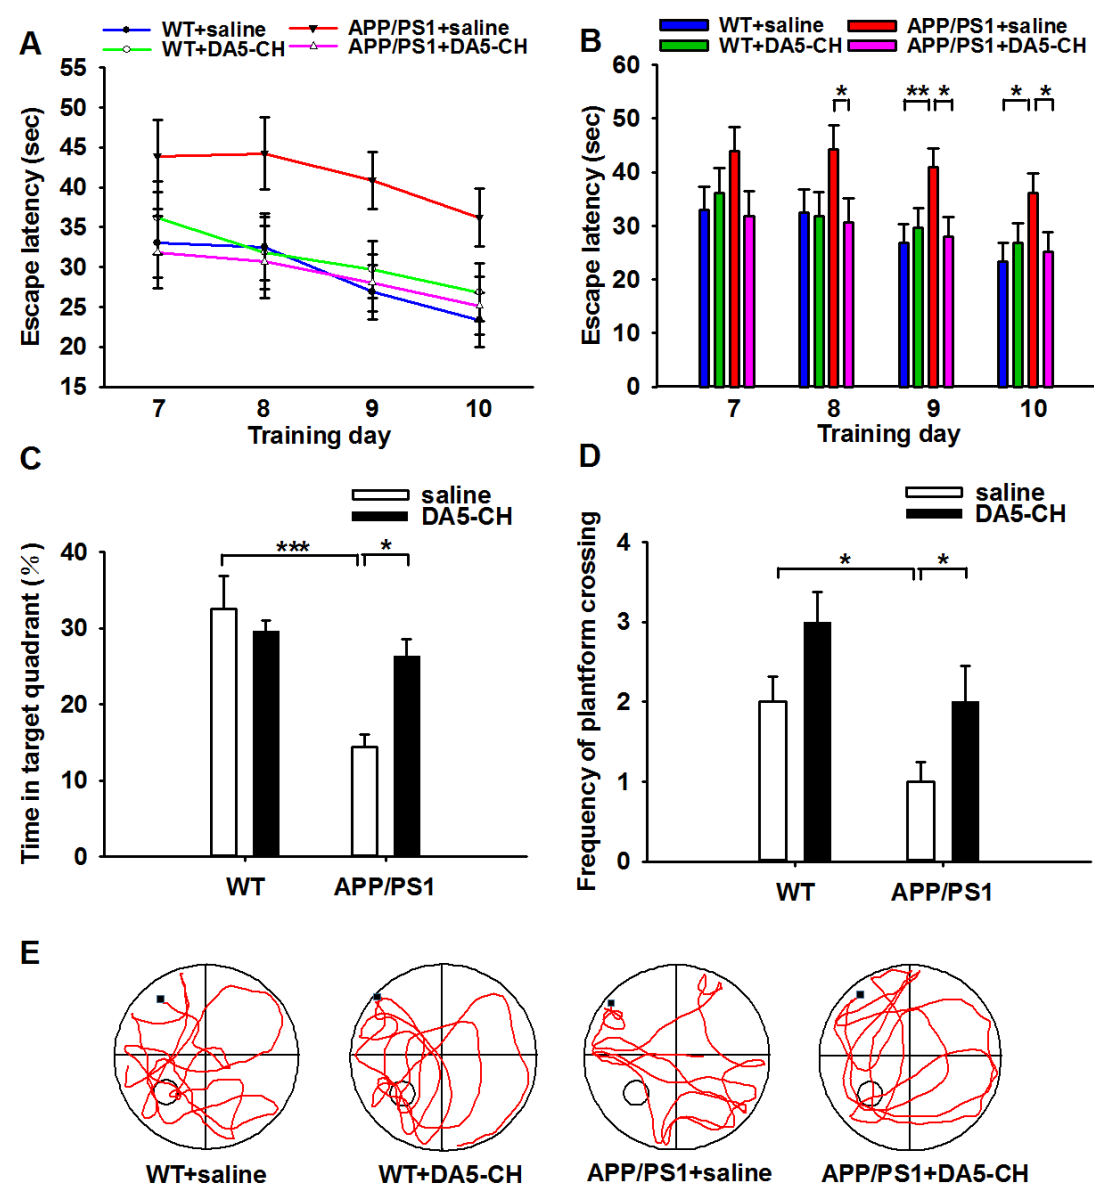 A
WT+saline
APP/PS1+saline
WT+DA5-CH
APP/PS1+DA5-CH
Escape latency (sec)
55
50
45
40
35
30
25
20
15
7 8 9 10
Training day
B
WT+saline
APP/PS1+saline
WT+DA5-CH
APP/PS1+DA5-CH
Escape latency (sec)
60
50
40
30
20
10
0
* ** * * *
7 8 9 10
Training day
C
saline
DA5-CH
Time in target quadrant (%)
40
30
20
10
0
*** *
WT APP/PS1
D
saline
DA5-CH
Frequency of plantform crossing
4
3
2
1
0
* *
WT APP/PS1
E
WT+saline WT+DA5-CH APP/PS1+saline APP/PS1+DA5-CH